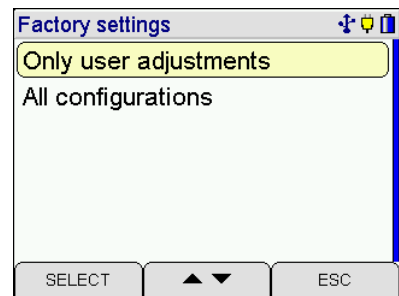 Factory settings
Only user adjustments
All configurations
SELECT ▲ ▼ ESC